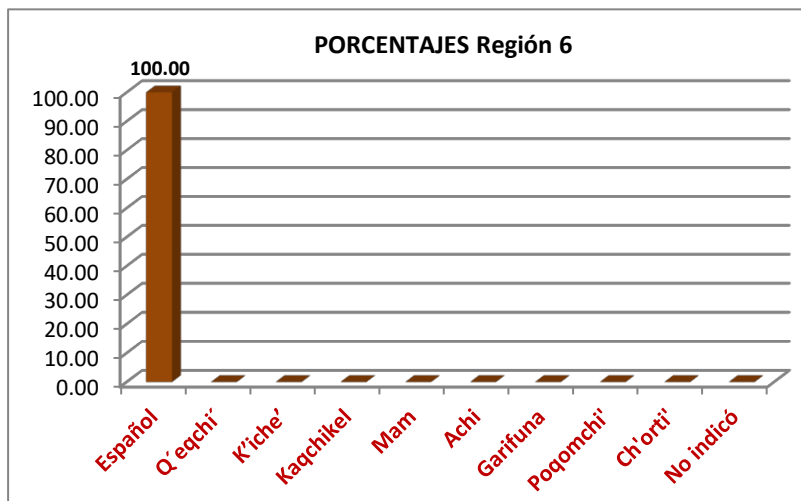 PORCENTAJES Región 6
100.00
100.00
90.00
80.00
70.00
60.00
50.00
40.00
30.00
20.00
10.00
0.00
Español
Q´eqchi´
K’iche’
Kaqchikel
Mam
Achi
Garifuna
Poqomchi'
Ch'orti'
No indicó